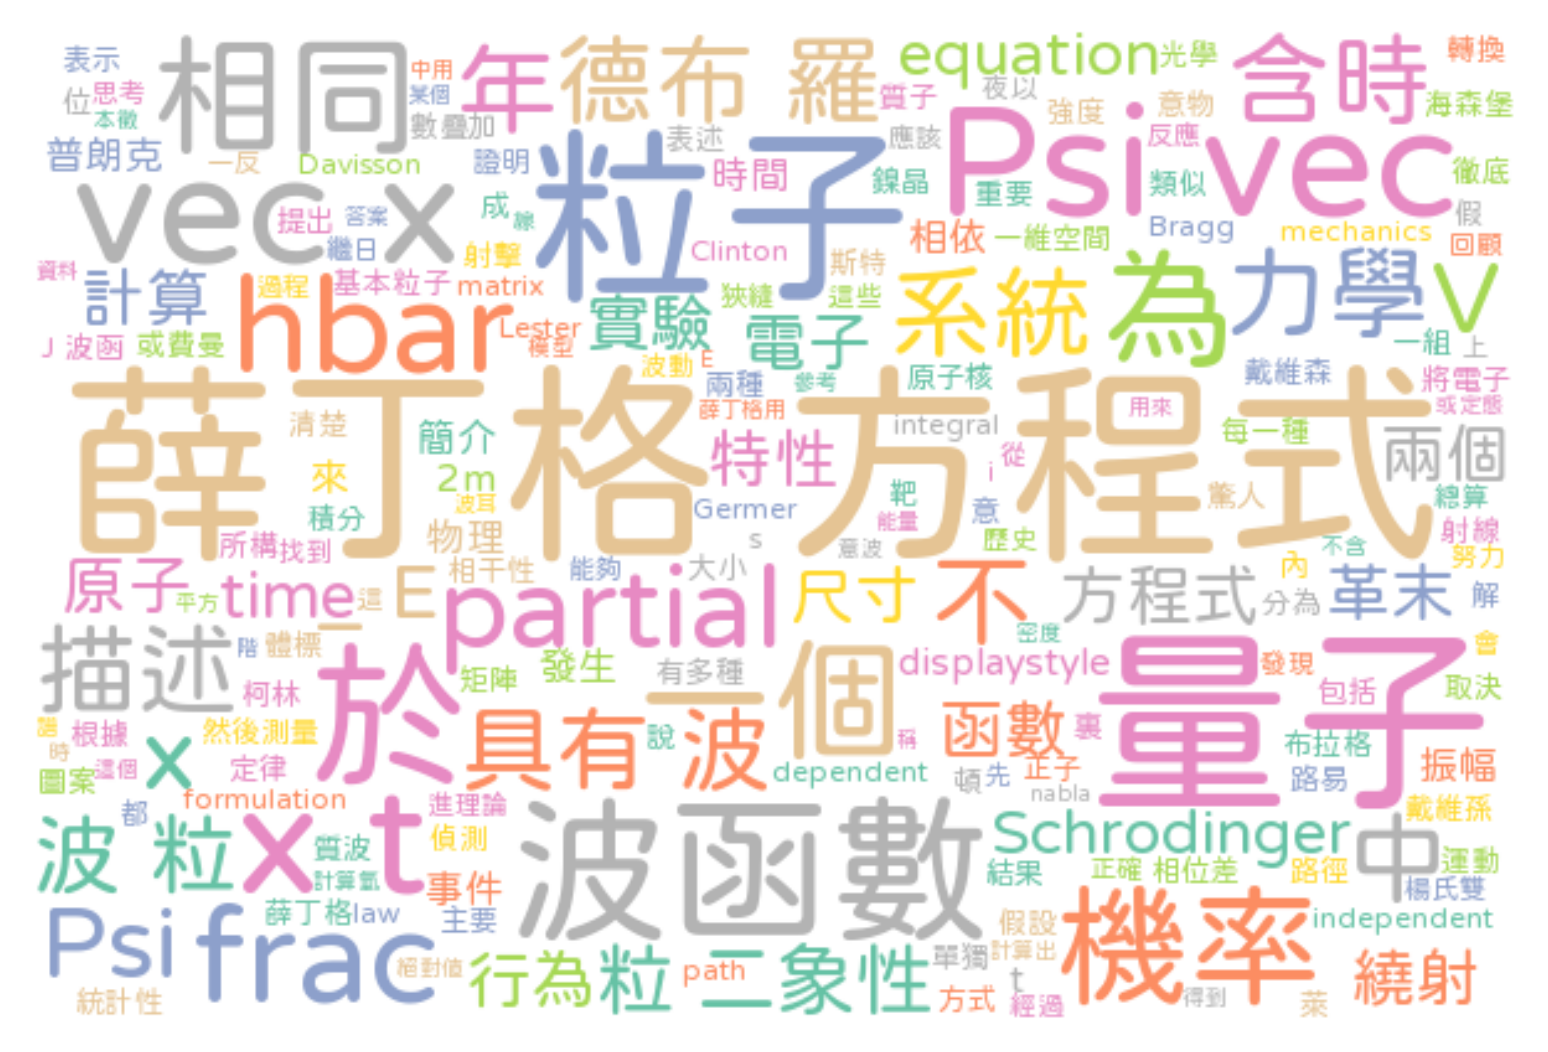 表示
相同
中用
年
德布
羅
equation
光學
含時
轉換
位
思考
某個
質子
夜以
強度
意物
海森堡
本徵
數疊加
表述
應該
Psi
反應
vec
普朗克
一反
Davisson
證明
粒子
時間
鎳晶
重要
類似
徹底
vec
x
提出
答案
成
繼日
射擊
Clinton
斯特
相依
一維空間
Bragg
假
mechanics
回顧
資料
計算
過程
基本粒子
matrix
狹縫
這些
系統
為
力學
V
hbar
實驗
電子
J
波函
或費曼
Lester
模型
波動
E
一組
上
兩種
參考
原子核
戴維森
將電子
薛丁格方程式
薛丁格用
用來
或定態
清楚
簡介
integral
每一種
兩個
來
2m
特性
i
從
積分
波耳
Germer
靶
能量
意
驚人
總算
物理
s
意波
歷史
射線
所構
找到
不含
原子
平方
time_
這
E
相干性
能夠
大小
partial
尺寸
不
方程式
分為
內
革末
努力
解
描述
階
體標
密度
會
柯林
於
矩陣
發生
有多種
一個
displaystyle
量子
發現
包括
取決
根據
然後測量
具有
說
波
稱
函數
裏
布拉格
時
圖案
這個
x
定律
dependent
頓
先
正子
路易
振幅
formulation
nabla
都
進理論
戴維孫
波
粒
x
t
質波
偵測
波函數
Schrodinger
中
計算氫
事件
結果
正確
相位差
路徑
運動
楊氏雙
Psi
frac
薛丁格
law
主要
假設
機率
independent
絕對值
行為
粒
path
二象性
單獨
計算出
t
繞射
統計性
方式
經過
得到
萊